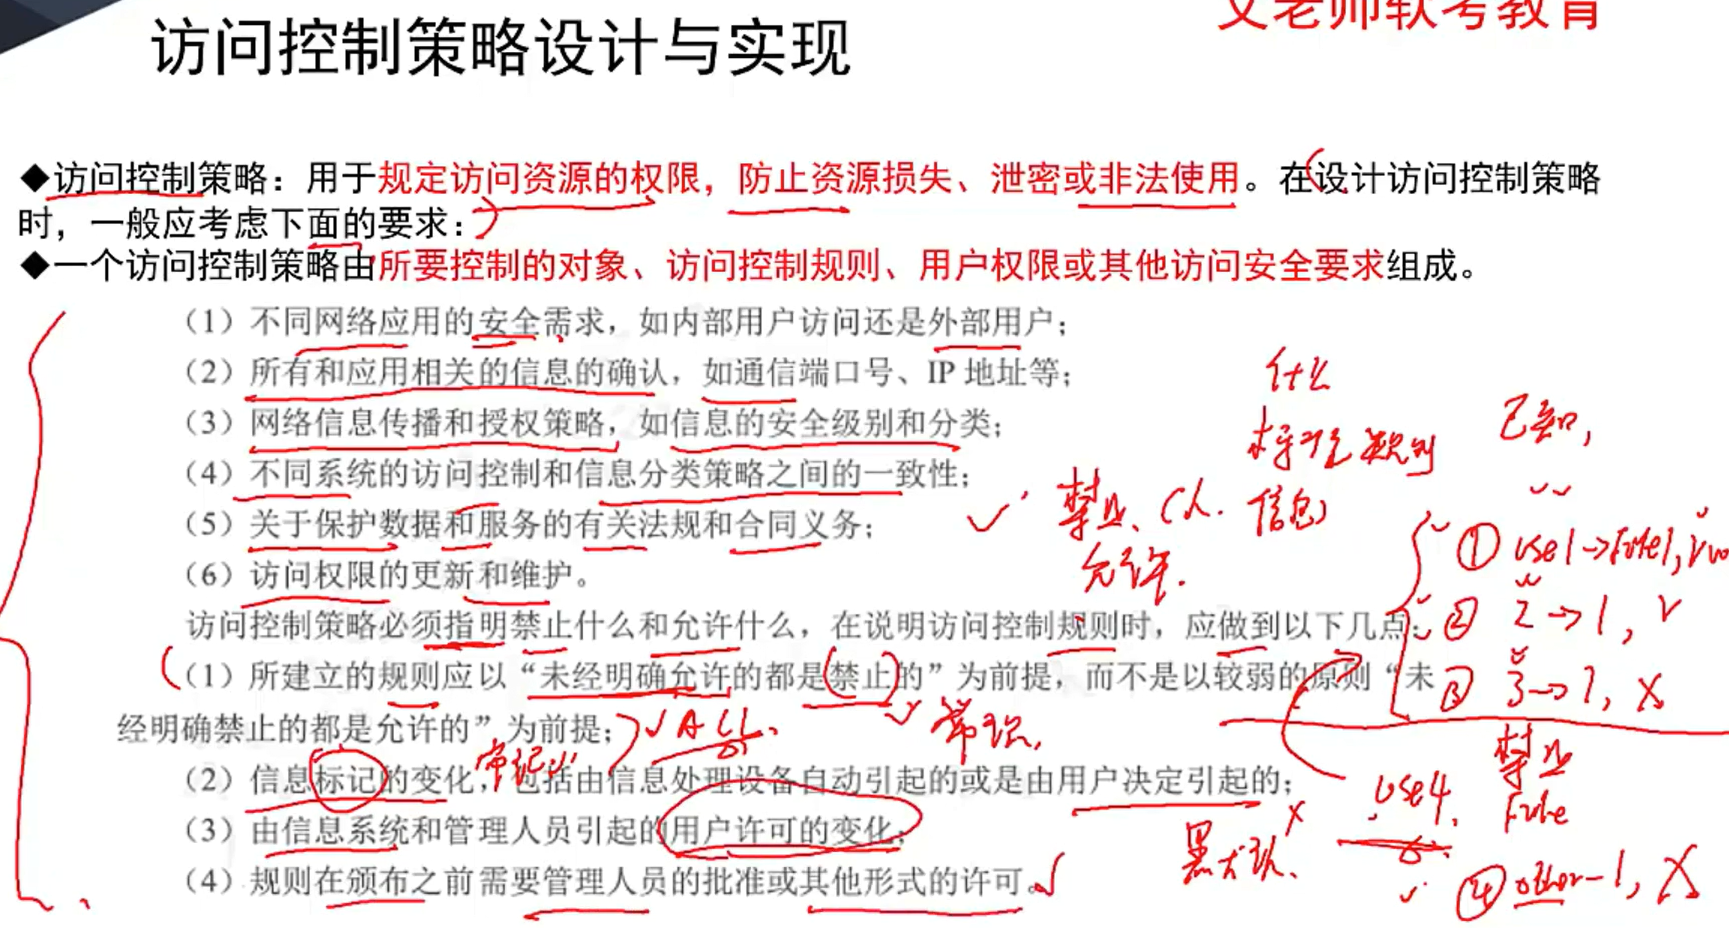 文老师软考教育
访问控制策略设计与实现
◆访问控制策略：用于规定访问资源的权限，防止资源损失、泄密或非法使用。在设计访问控制策略
时，一般应考虑下面的要求：
◆一个访问控制策略由所要控制的对象、访问控制规则、用户权限或其他访问安全要求组成。
（1）不同网络应用的安全需求，如内部用户访问还是外部用户；
（2）所有和应用相关的信息的确认，如通信端口号、IP 地址等；
（3）网络信息传播和授权策略，如信息的安全级别和分类；
（4）不同系统的访问控制和信息分类策略之间的一致性；
（5）关于保护数据和服务的有关法规和合同义务；
（6）访问权限的更新和维护。
访问控制策略必须指明禁止什么和允许什么，在说明访问控制规则时，应做到以下几点：
（1）所建立的规则应以“未经明确允许的都是禁止的”为前提，而不是以较弱的原则“未
经明确禁止的都是允许的”为前提；
（2）信息标记的变化，包括由信息处理设备自动引起的或是由用户决定引起的；
（3）由信息系统和管理人员引起的用户许可的变化；
（4）规则在颁布之前需要管理人员的批准或其他形式的许可。
什么
已知，
禁止、
信息
允许.
① use1→
② 2→1, r
③ 3→1, X
ACL
常识,
禁止
use4
黑大卫
④ other-1, X